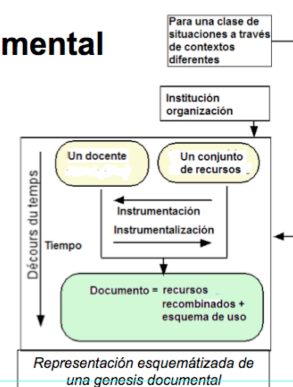 Para una clase de
situaciones a través
de contextos
diferentes
mental
Institución
organización
Un docente
Un conjunto
de recursos
Décours du temps
Tiempo
Instrumentación
Instrumentalización
Documento = recursos
recombinados +
esquema de uso
Representación esquemátizada de
una genesis documental